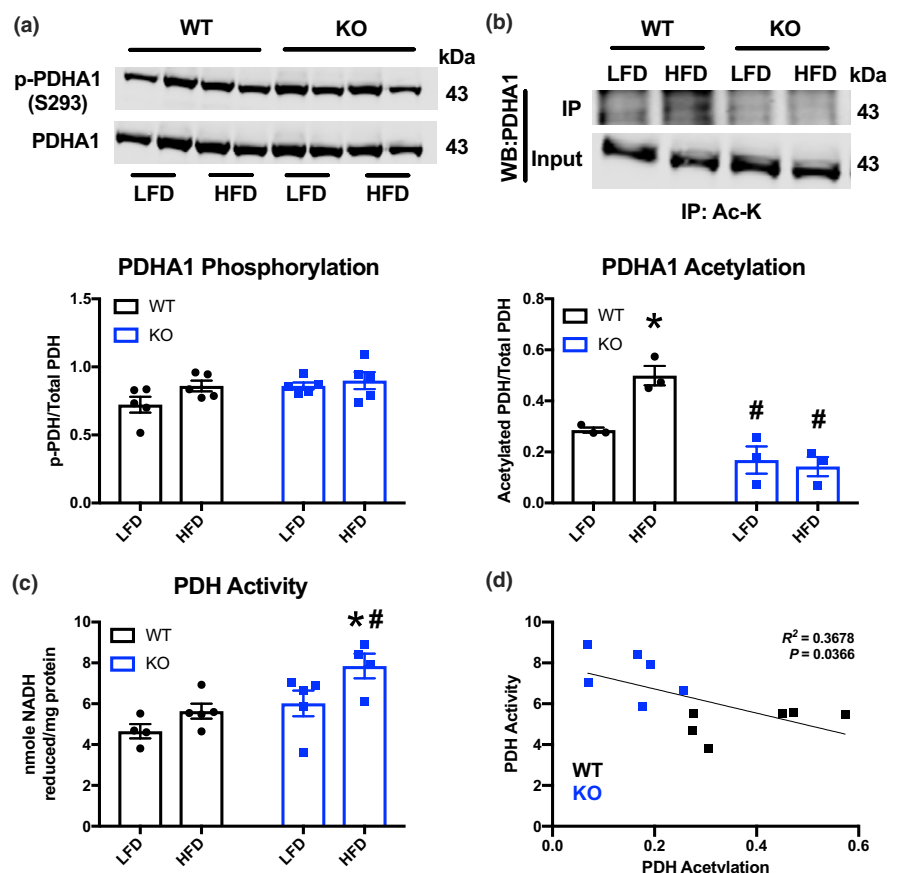 (a)
WT KO
kDa
p-PDHA1
(S293)
43
PDHA1
43
LFD HFD LFD HFD
(b)
WT KO
LFD HFD LFD HFD kDa
WB:PDHA1
IP
43
Input
43
IP: Ac-K
PDHA1 Phosphorylation
WT
KO
p-PDH/Total PDH
1.5
1.0
0.5
0.0
LFD HFD LFD HFD
PDHA1 Acetylation
WT
KO
Acetylated PDH/Total PDH
0.8
0.6
0.4
0.2
0.0
*
# #
LFD HFD LFD HFD
(c)
PDH Activity
WT
KO
nmole NADH
reduced/mg protein
10
8
6
4
2
0
*#
LFD HFD LFD HFD
(d)
PDH Activity
10
8
6
4
2
0
R² = 0.3678
P = 0.0366
WT
KO
0.0 0.2 0.4 0.6
PDH Acetylation